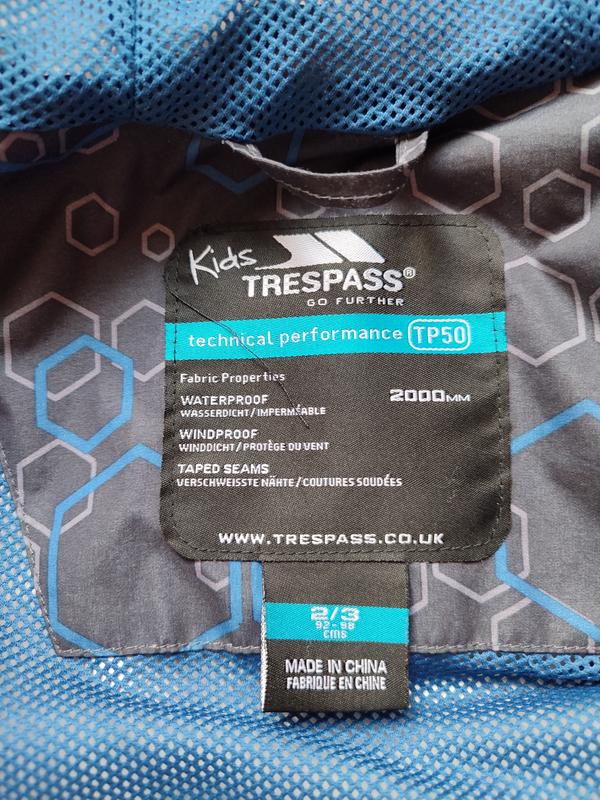 Kids
TRESPASS®
GO FURTHER
technical performance TP50
Fabric Properties
WATERPROOF 2000MM
WASSERDICHT/IMPERMÉABLE
WINDPROOF
WINDDICHT/PROTÈGE DU VENT
TAPED SEAMS
VERSCHWEISSTE NÄHTE/COUTURES SOUDÉES
WWW.TRESPASS.CO.UK
2/3
92-98
CMS
MADE IN CHINA
FABRIQUE EN CHINE